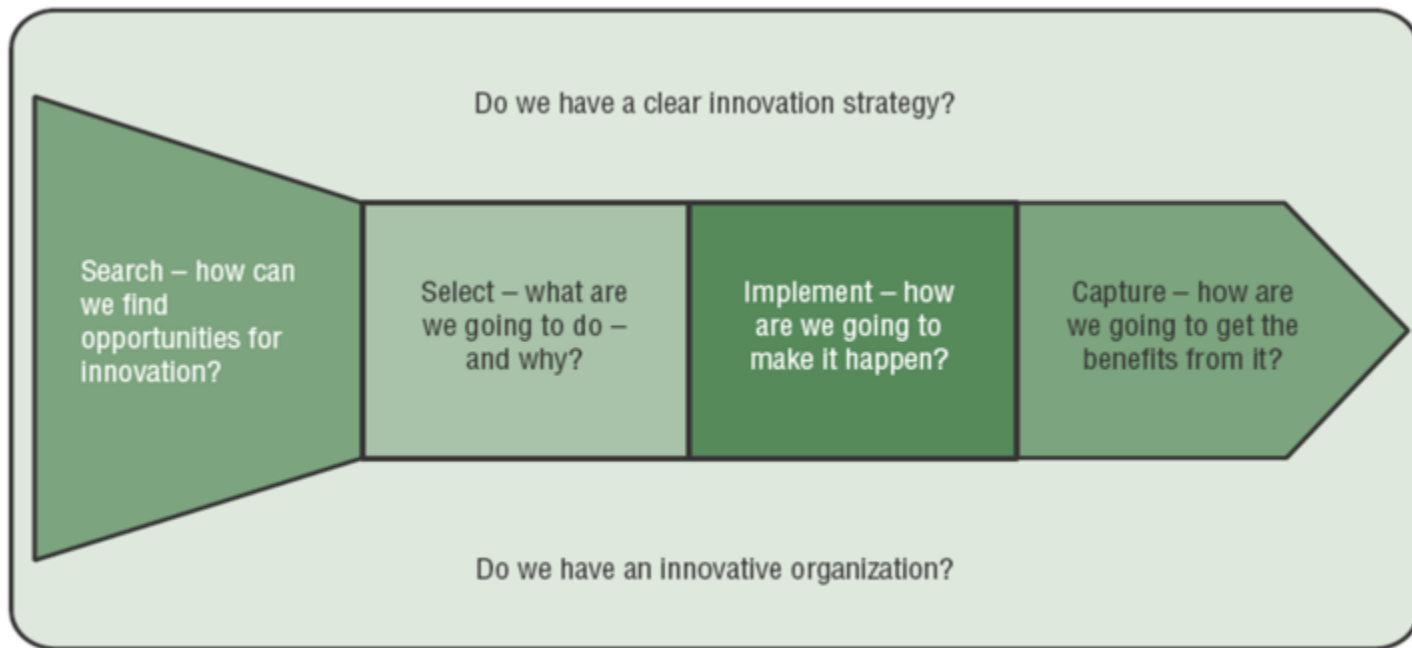 Do we have a clear innovation strategy?
Search – how can
we find
opportunities for
innovation?
Select – what are
we going to do –
and why?
Implement – how
are we going to
make it happen?
Capture – how are
we going to get the
benefits from it?
Do we have an innovative organization?